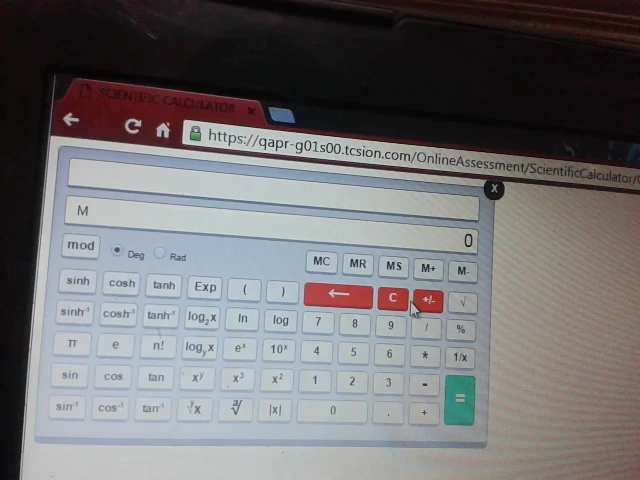 SCIENTIFIC CALCULATOR x
https://qapr-g01s00.tcsion.com/OnlineAssessment/ScientificCalculator/
X
M
0
mod Deg Rad MC MR MS M+ M-
sinh cosh tanh Exp ( ) ← C +/- √
sinh⁻¹ cosh⁻¹ tanh⁻¹ log₂x ln log 7 8 9 / %
π e n! logᵧx eˣ 10ˣ 4 5 6 * 1/x
sin cos tan xʸ x³ x² 1 2 3 - =
sin⁻¹ cos⁻¹ tan⁻¹ ʸ√x ³√ |x| 0 . +